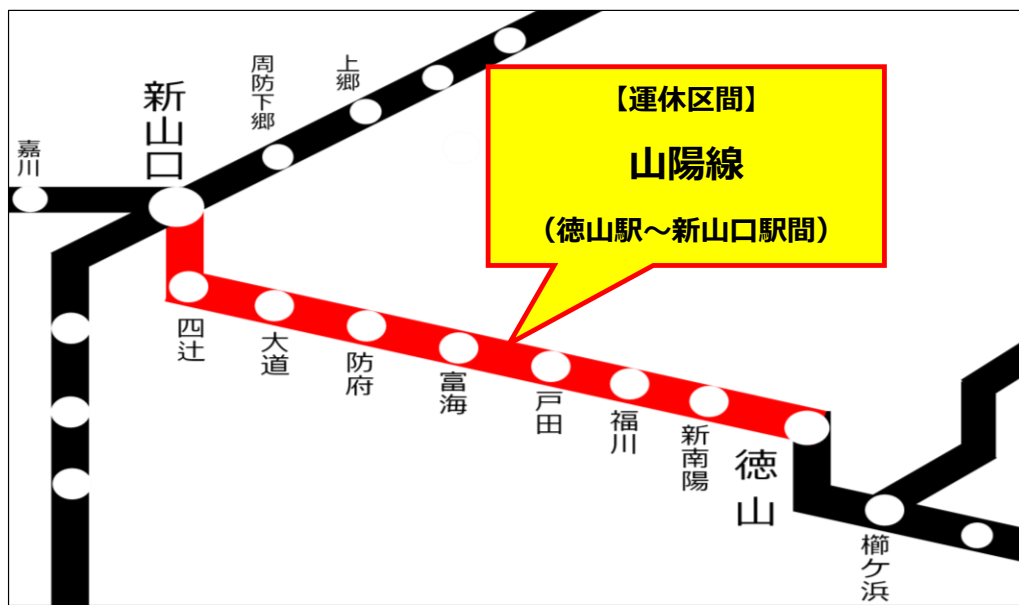 【運休区間】
山陽線
（徳山駅～新山口駅間）
嘉川
新山口
周防下郷
上郷
四辻
大道
防府
富海
戸田
福川
新南陽
徳山
櫛ケ浜